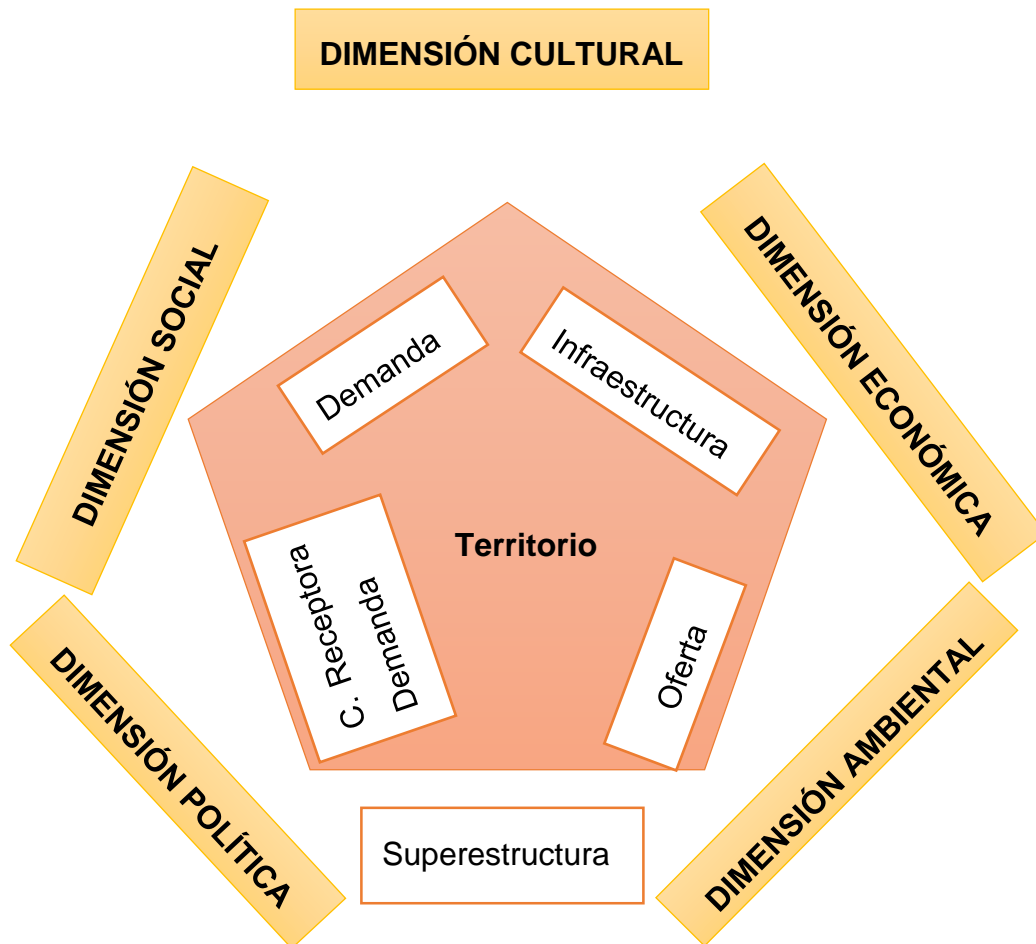 DIMENSIÓN CULTURAL
DIMENSIÓN SOCIAL
DIMENSIÓN ECONÓMICA
Demanda
Infraestructura
Territorio
C. Receptora
Demanda
Oferta
DIMENSIÓN POLÍTICA
DIMENSIÓN AMBIENTAL
Superestructura